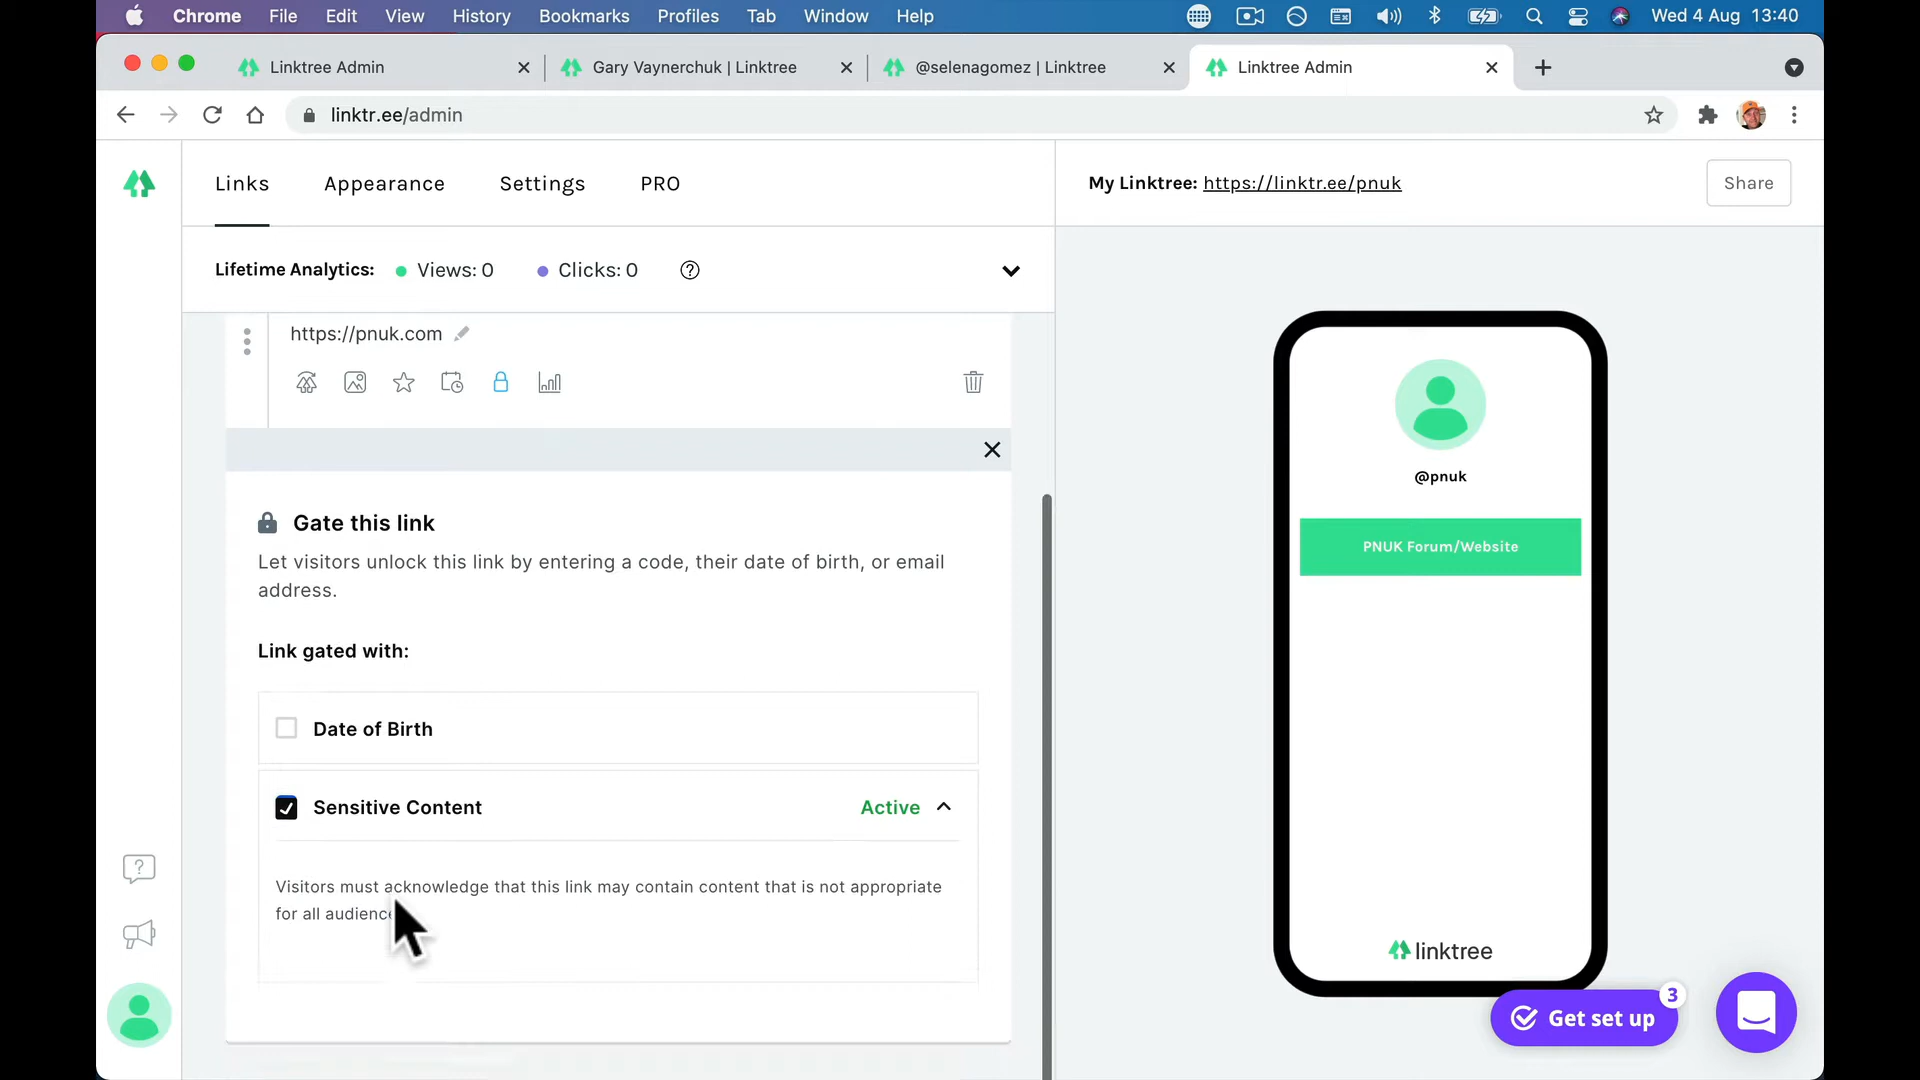 Chrome File Edit View History Bookmarks Profiles Tab Window Help Wed 4 Aug 13:40
Linktree Admin Gary Vaynerchuk | Linktree @selenagomez | Linktree Linktree Admin
linktr.ee/admin
Links Appearance Settings PRO
My Linktree: https://linktr.ee/pnuk Share
Lifetime Analytics: Views: 0 Clicks: 0 ?
https://pnuk.com
Gate this link
Let visitors unlock this link by entering a code, their date of birth, or email
address.
Link gated with:
Date of Birth
Sensitive Content Active
Visitors must acknowledge that this link may contain content that is not appropriate
for all audience
@pnuk
PNUK Forum/Website
linktree
3
Get set up